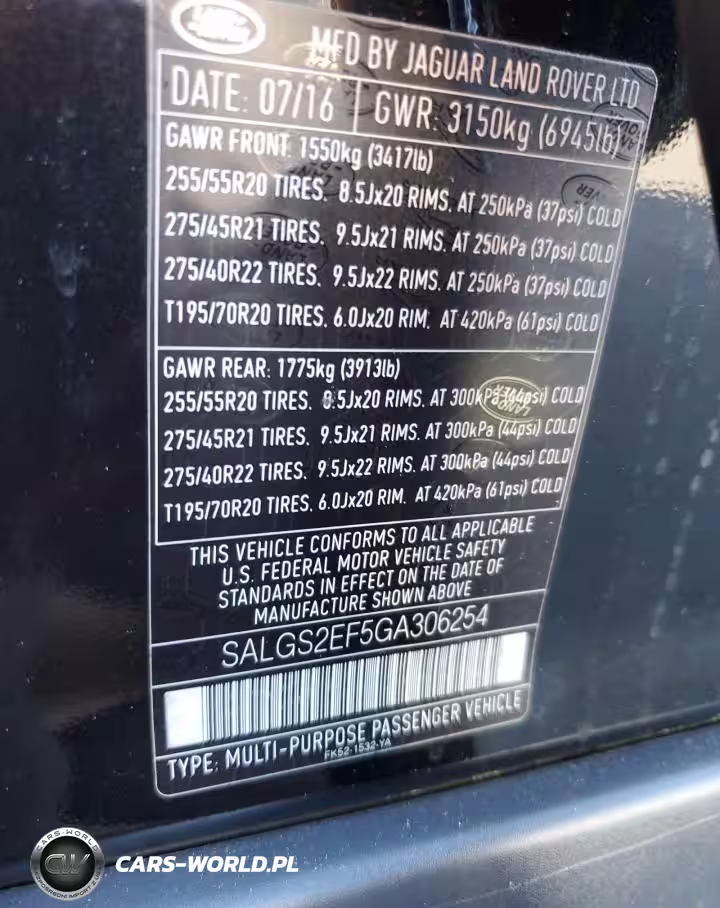 LAND ROVER
MFD BY JAGUAR LAND ROVER LTD
DATE: 07/16 GWR: 3150kg (6945lb)
GAWR FRONT: 1550kg (3417lb)
255/55R20 TIRES. 8.5Jx20 RIMS. AT 250kPa (37psi) COLD
275/45R21 TIRES. 9.5Jx21 RIMS. AT 250kPa (37psi) COLD
275/40R22 TIRES. 9.5Jx22 RIMS. AT 250kPa (37psi) COLD
T195/70R20 TIRES. 6.0Jx20 RIM. AT 420kPa (61psi) COLD
GAWR REAR: 1775kg (3913lb)
255/55R20 TIRES. 8.5Jx20 RIMS. AT 300kPa (44psi) COLD
275/45R21 TIRES. 9.5Jx21 RIMS. AT 300kPa (44psi) COLD
275/40R22 TIRES. 9.5Jx22 RIMS. AT 300kPa (44psi) COLD
T195/70R20 TIRES. 6.0Jx20 RIM. AT 420kPa (61psi) COLD
THIS VEHICLE CONFORMS TO ALL APPLICABLE
U.S. FEDERAL MOTOR VEHICLE SAFETY
STANDARDS IN EFFECT ON THE DATE OF
MANUFACTURE SHOWN ABOVE
SALGS2EF5GA306254
TYPE: MULTI-PURPOSE PASSENGER VEHICLE
FK52-1532-YA
CARS-WORLD
CW
CARS-WORLD.PL